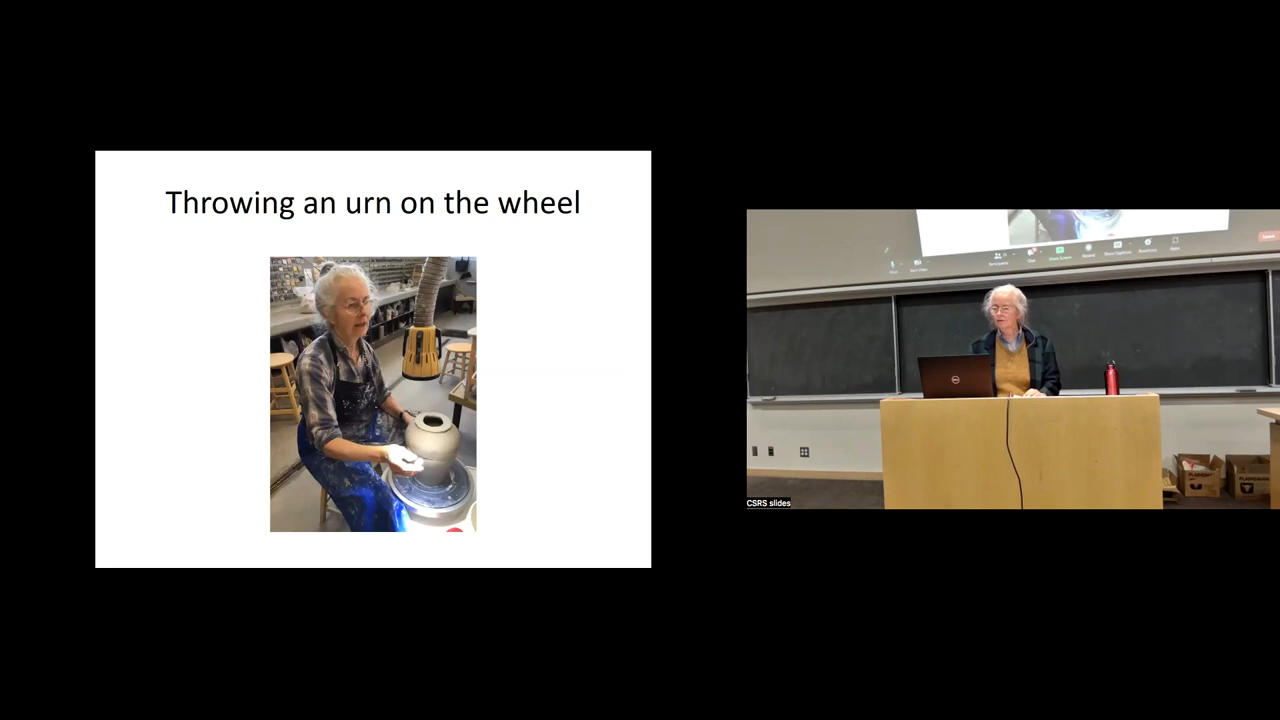 Throwing an urn on the wheel
CSRS slides